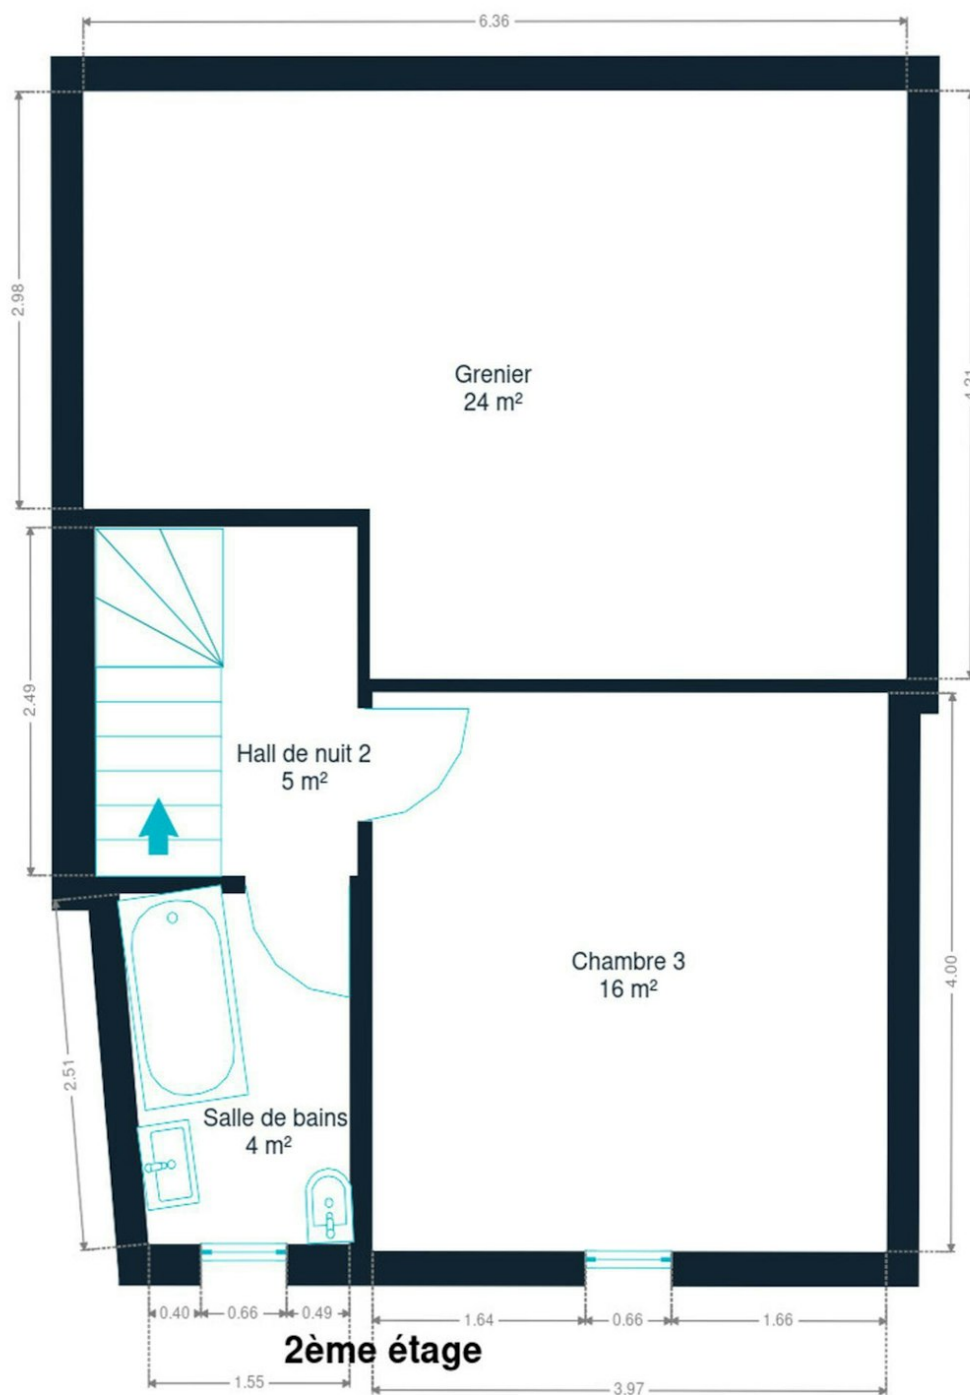 6.36
2.98
Grenier
24 m²
2.49
Hall de nuit 2
5 m²
Chambre 3
16 m²
4.00
2.51
Salle de bains
4 m²
0.40
0.66
0.49
1.64
0.66
1.66
2ème étage
1.55
3.97